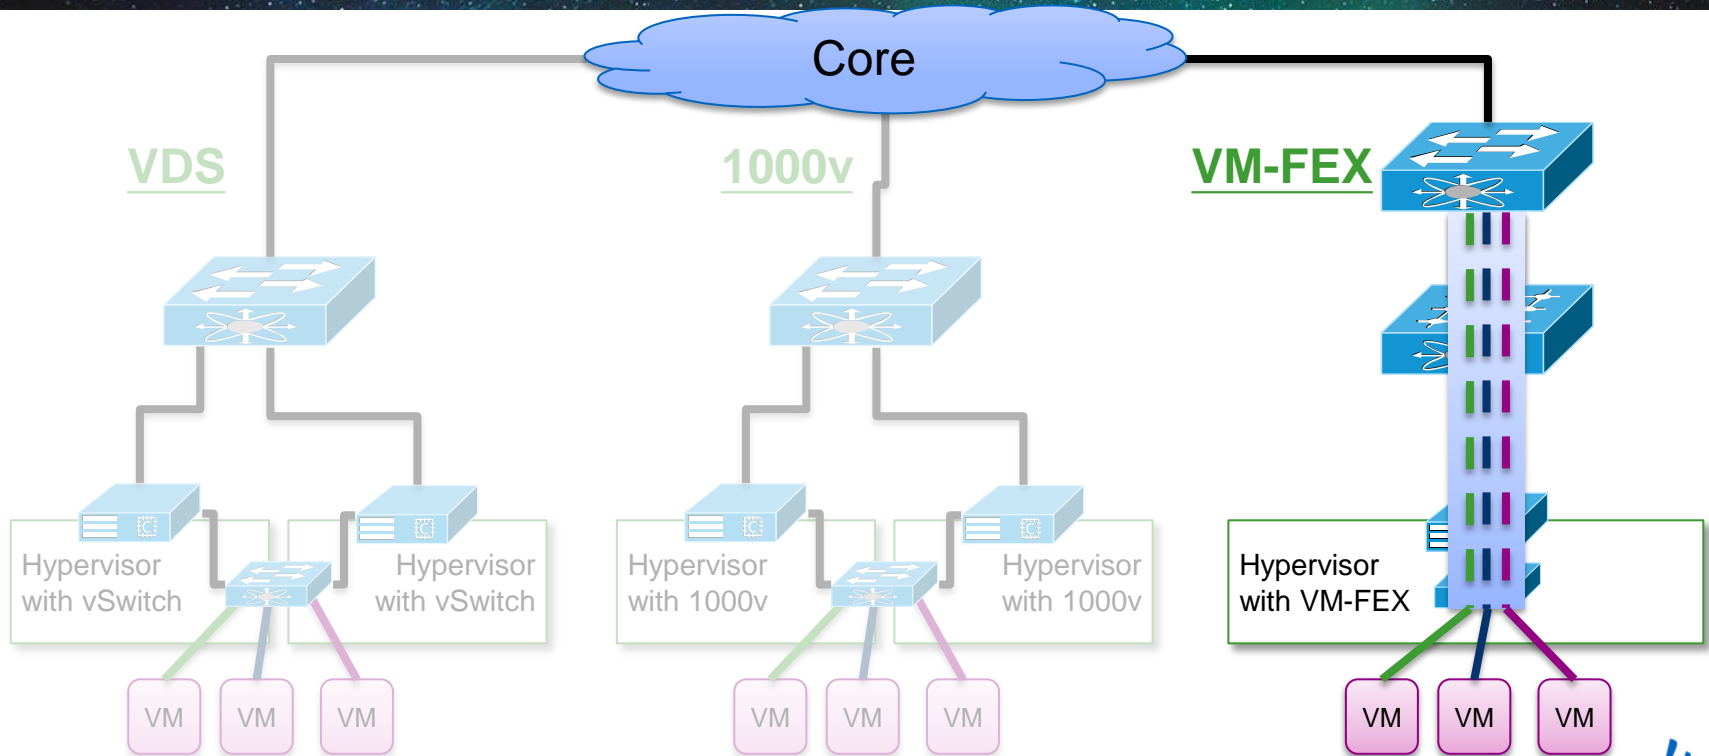 Core
VDS
1000v
VM-FEX
Hypervisor
with vSwitch
Hypervisor
with vSwitch
Hypervisor
with 1000v
Hypervisor
with 1000v
Hypervisor
with VM-FEX
C
C
C
C
VM
VM
VM
VM
VM
VM
VM
VM
VM